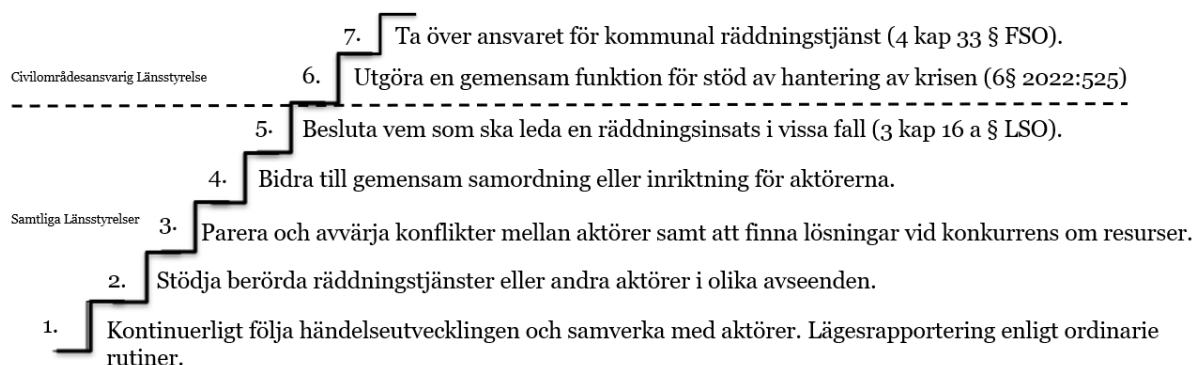 7. Ta över ansvaret för kommunal räddningstjänst (4 kap 33 § FSO).
Civilområdesansvarig Länsstyrelse
6. Utgöra en gemensam funktion för stöd av hantering av krisen (6§ 2022:525)
5. Besluta vem som ska leda en räddningsinsats i vissa fall (3 kap 16 a § LSO).
4. Bidra till gemensam samordning eller inriktning för aktörerna.
Samtliga Länsstyrelser
3. Parera och avvärja konflikter mellan aktörer samt att finna lösningar vid konkurrens om resurser.
2. Stödja berörda räddningstjänster eller andra aktörer i olika avseenden.
1. Kontinuerligt följa händelseutvecklingen och samverka med aktörer. Lägesrapportering enligt ordinarie
rutiner.